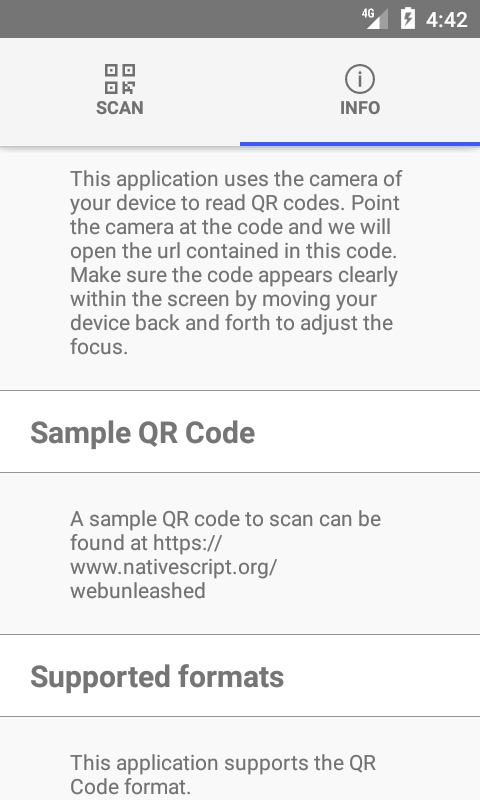 4G 4:42
SCAN
INFO
This application uses the camera of
your device to read QR codes. Point
the camera at the code and we will
open the url contained in this code.
Make sure the code appears clearly
within the screen by moving your
device back and forth to adjust the
focus.
Sample QR Code
A sample QR code to scan can be
found at https://
www.nativescript.org/
webunleashed
Supported formats
This application supports the QR
Code format.